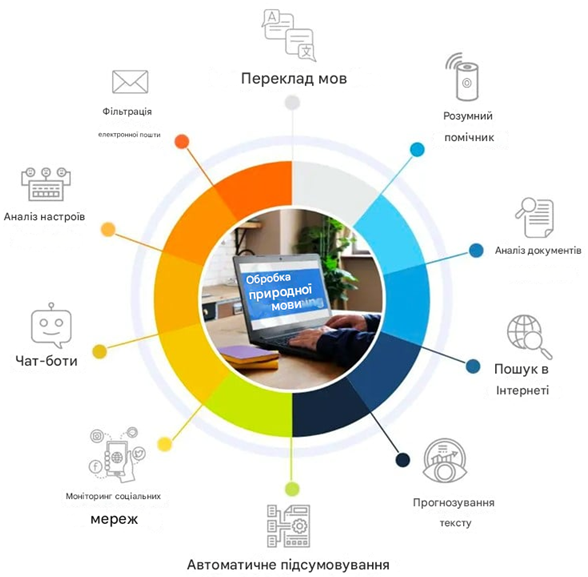 Переклад мов
Фільтрація
електронної пошти
Розумний
помічник
Аналіз настроїв
Аналіз документів
Обробка
природної
мови
Чат-боти
Пошук в
Інтернеті
Моніторинг соціальних
мереж
Прогнозування
тексту
Автоматичне підсумовування